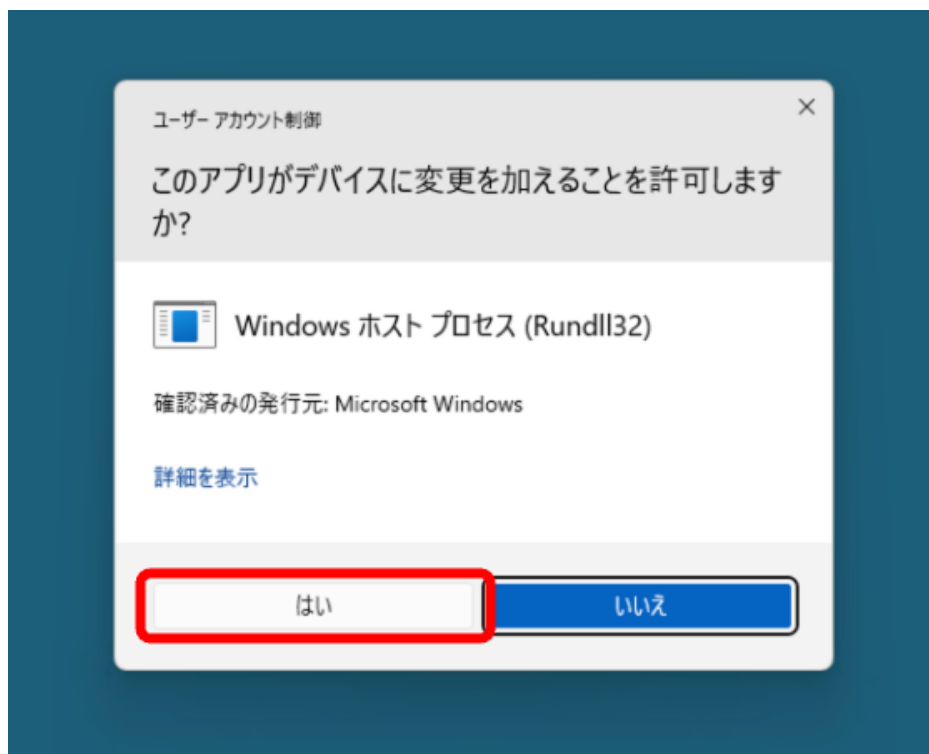 ユーザー アカウント制御
このアプリがデバイスに変更を加えることを許可します
か?
Windows ホスト プロセス (Rundll32)
確認済みの発行元: Microsoft Windows
詳細を表示
はい
いいえ